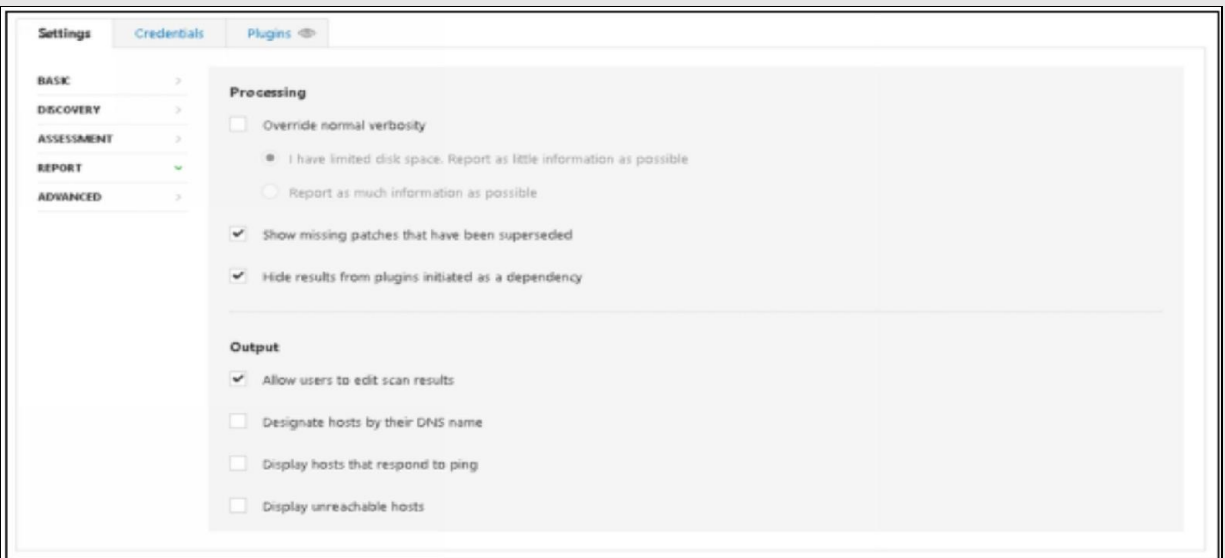 Settings
Credentials
Plugins
BASIC
DISCOVERY
ASSESSMENT
REPORT
ADVANCED
Processing
Override normal verbosity
I have limited disk space. Report as little information as possible
Report as much information as possible
Show missing patches that have been superseded
Hide results from plugins initiated as a dependency
Output
Allow users to edit scan results
Designate hosts by their DNS name
Display hosts that respond to ping
Display unreachable hosts